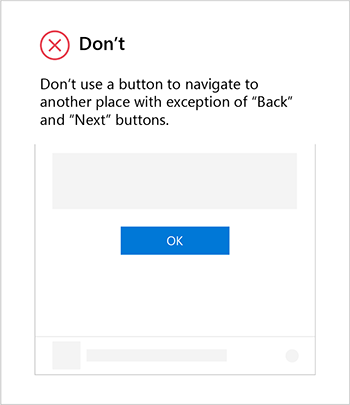 Don’t
Don’t use a button to navigate to
another place with exception of “Back”
and “Next” buttons.
OK